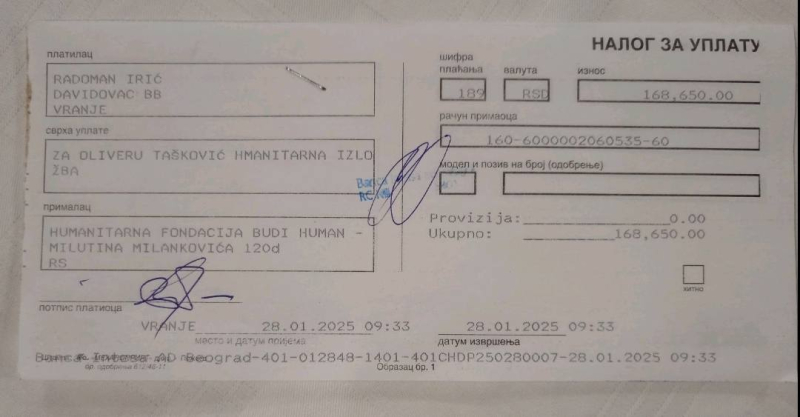 НАЛОГ ЗА УПЛАТУ
платилац
RADOMAN IRIĆ
DAVIDOVAC BB
VRANJE
сврха уплате
ZA OLIVERU TAŠKOVIĆ HMANITARNA IZLO
ŽBA
прималац
HUMANITARNA FONDACIJA BUDI HUMAN -
MILUTINA MILANKOVIĆA 120d
RS
шифра
плаћања
валута
износ
189
RSD
168,650.00
рачун примаоца
160-6000002060535-60
модел и позив на број (одобрење)
Banca
Provizija: 0.00
Ukupno: 168,650.00
хитно
потпис платиоца
VRANJE 28.01.2025 09:33
место и датум пријема
28.01.2025 09:33
датум извршења
Banca Intesa AD Beograd-401-012848-1401-401CHDP250280007-28.01.2025 09:33
Образац бр. 1